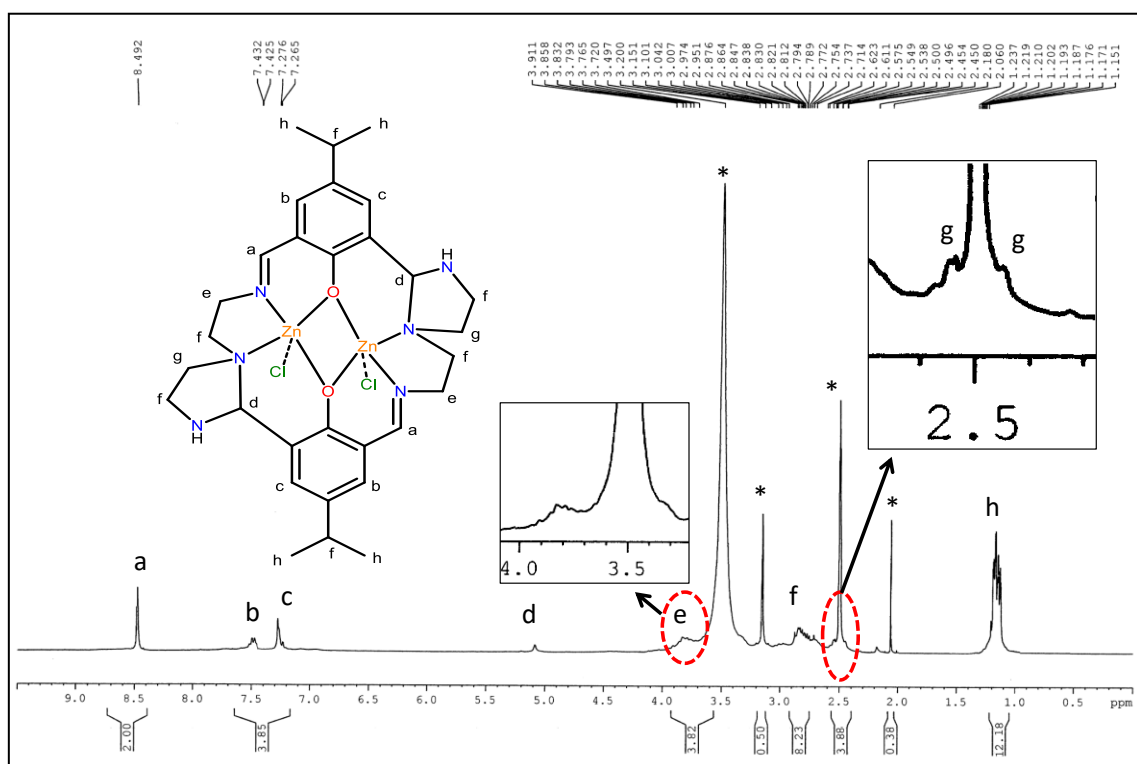 8.492
7.432
7.425
7.276
7.265
3.911
3.858
3.832
3.793
3.765
3.720
3.497
3.200
3.151
3.101
3.042
3.007
2.974
2.951
2.876
2.864
2.847
2.838
2.830
2.821
2.812
2.794
2.789
2.772
2.754
2.737
2.714
2.623
2.611
2.575
2.549
2.538
2.500
2.496
2.454
2.450
2.180
2.060
1.237
1.219
1.210
1.202
1.193
1.187
1.176
1.171
1.151
h h
f
b c
a
H
N
d
f
e
N
O
g
f
Zn
N
Zn
f
g
N
Cl
O
Cl
N
e
f
d
N
H
a
c b
f
h h
g g
2.5
4.0 3.5
* * * *
a b c d e f h
9.0 8.5 8.0 7.5 7.0 6.5 6.0 5.5 5.0 4.5 4.0 3.5 3.0 2.5 2.0 1.5 1.0 0.5 ppm
2.00 3.85 3.82 0.50 8.23 3.88 0.38 12.18